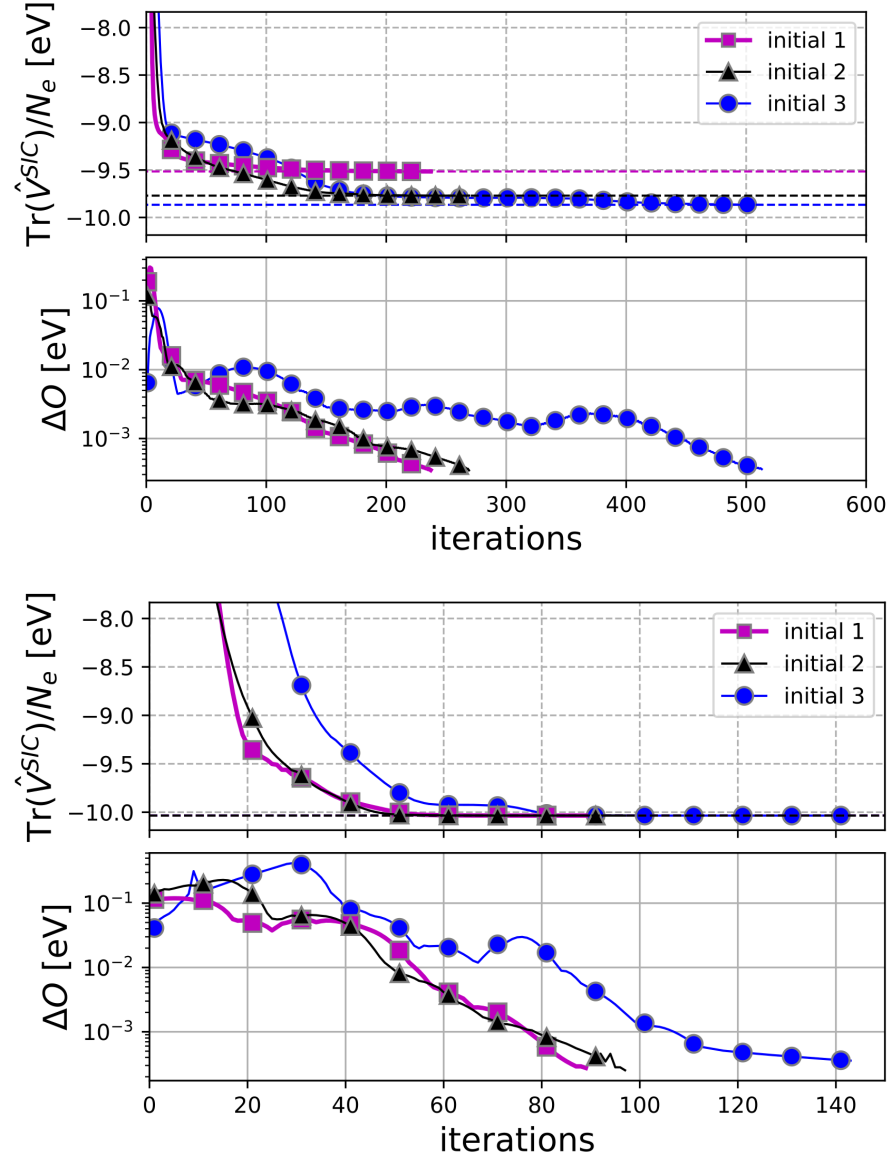 Tr(V̂^SIC)/N_e [eV]
−8.0
−8.5
−9.0
−9.5
−10.0
initial 1
initial 2
initial 3
ΔO [eV]
10^−1
10^−2
10^−3
0 100 200 300 400 500 600
iterations
Tr(V̂^SIC)/N_e [eV]
−8.0
−8.5
−9.0
−9.5
−10.0
initial 1
initial 2
initial 3
ΔO [eV]
10^−1
10^−2
10^−3
0 20 40 60 80 100 120 140
iterations